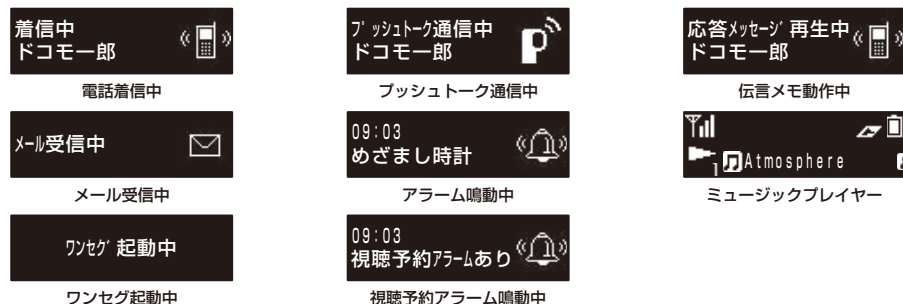 着信中
ドコモ一郎
電話着信中
ﾌﾟｯｼｭﾄｰｸ通信中
ドコモ一郎
プッシュトーク通信中
応答ﾒｯｾｰｼﾞ再生中
ドコモ一郎
伝言メモ動作中
ﾒｰﾙ受信中
メール受信中
09:03
めざまし時計
アラーム鳴動中
1
Atmosphere
ミュージックプレイヤー
ﾜﾝｾｸﾞ起動中
ワンセグ起動中
09:03
視聴予約ｱﾗｰﾑあり
視聴予約アラーム鳴動中